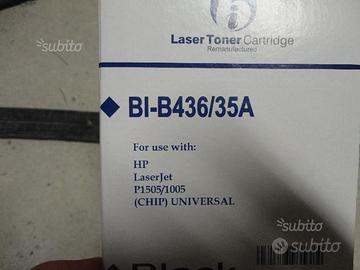 Laser Toner Cartridge
Remanufactured
BI-B436/35A
For use with:
HP
LaserJet
P1505/1005
(CHIP) UNIVERSAL
Black
subito
subito
subito